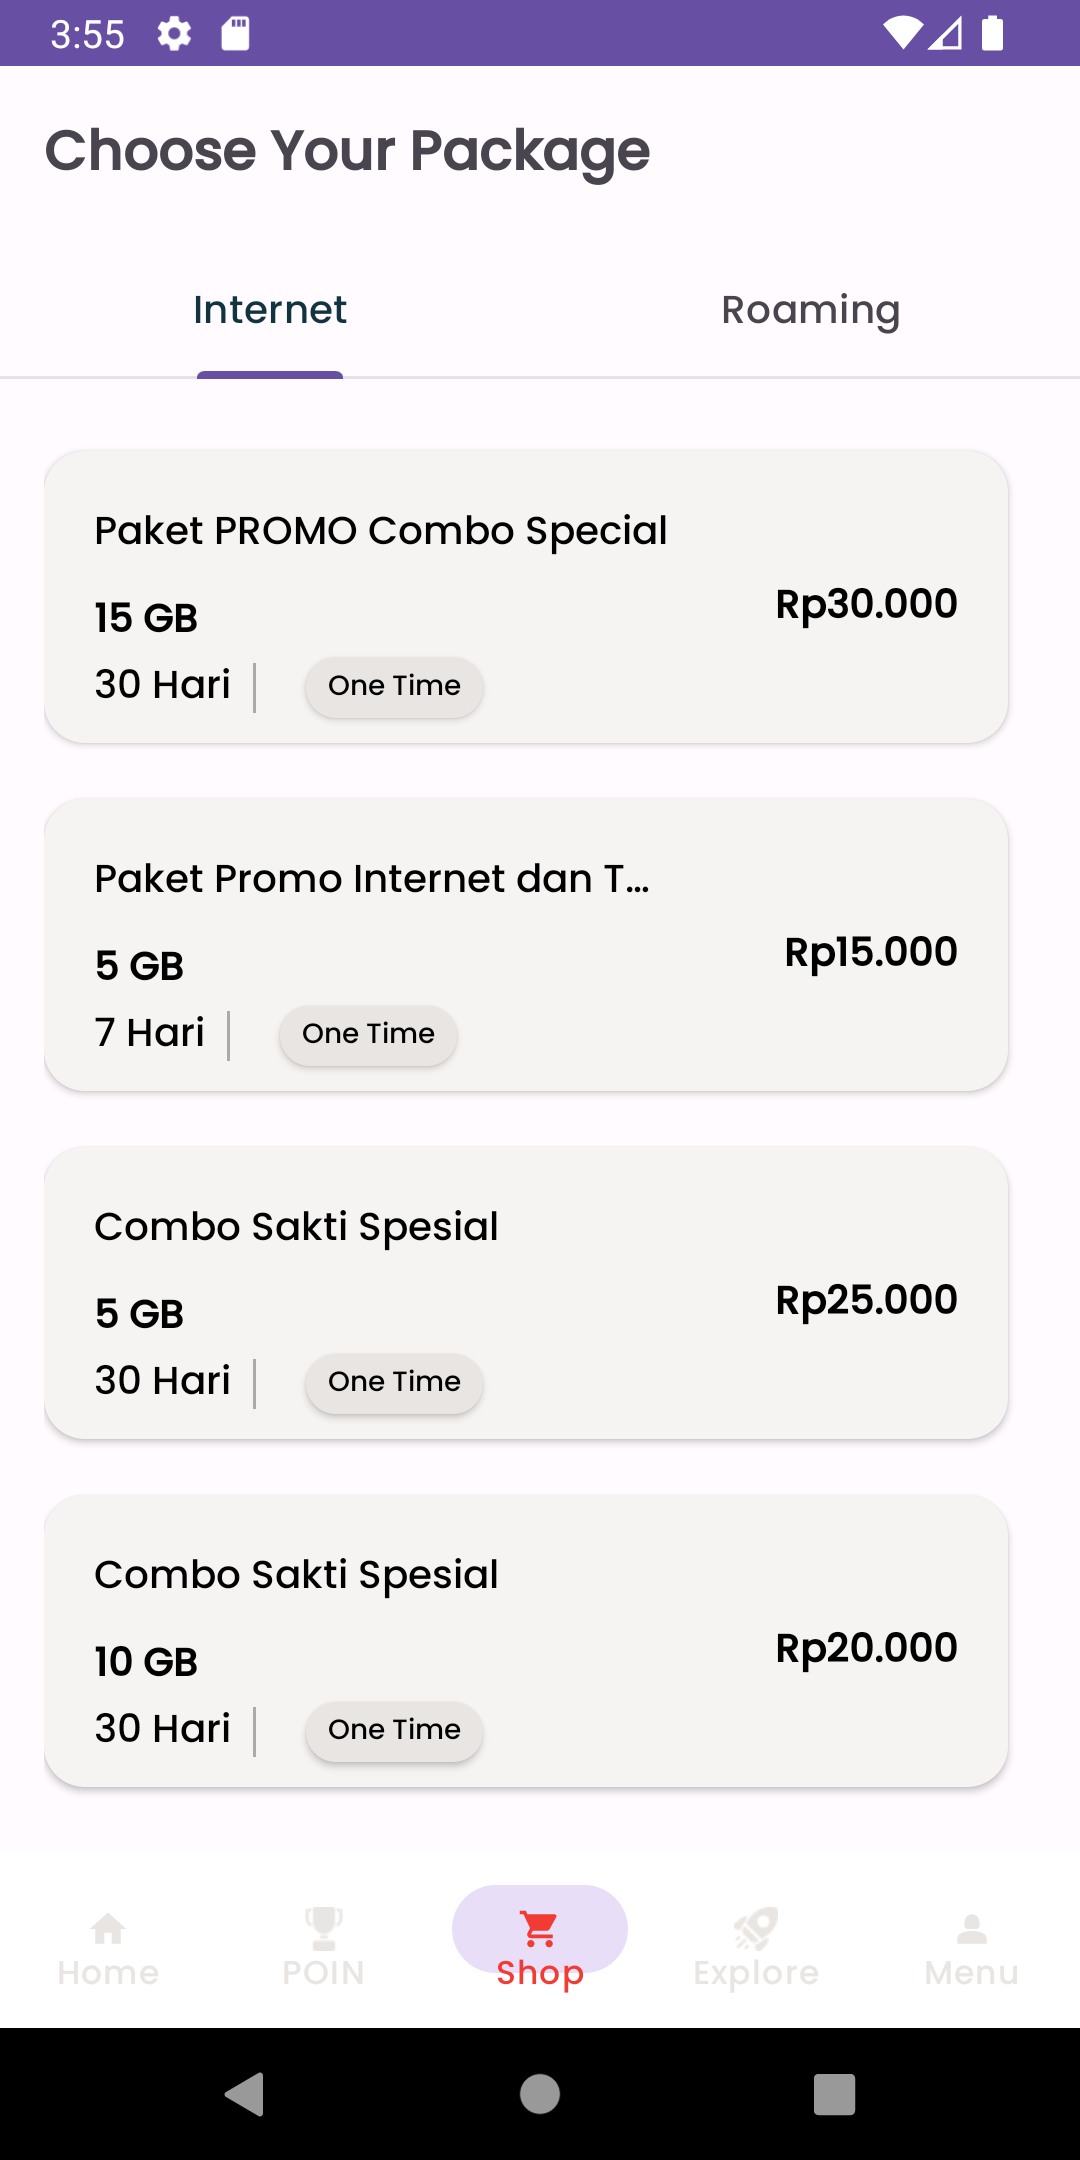 3:55
Choose Your Package
Internet
Roaming
Paket PROMO Combo Special
15 GB
Rp30.000
30 Hari
One Time
Paket Promo Internet dan T...
5 GB
Rp15.000
7 Hari
One Time
Combo Sakti Spesial
5 GB
Rp25.000
30 Hari
One Time
Combo Sakti Spesial
10 GB
Rp20.000
30 Hari
One Time
Home
POIN
Shop
Explore
Menu